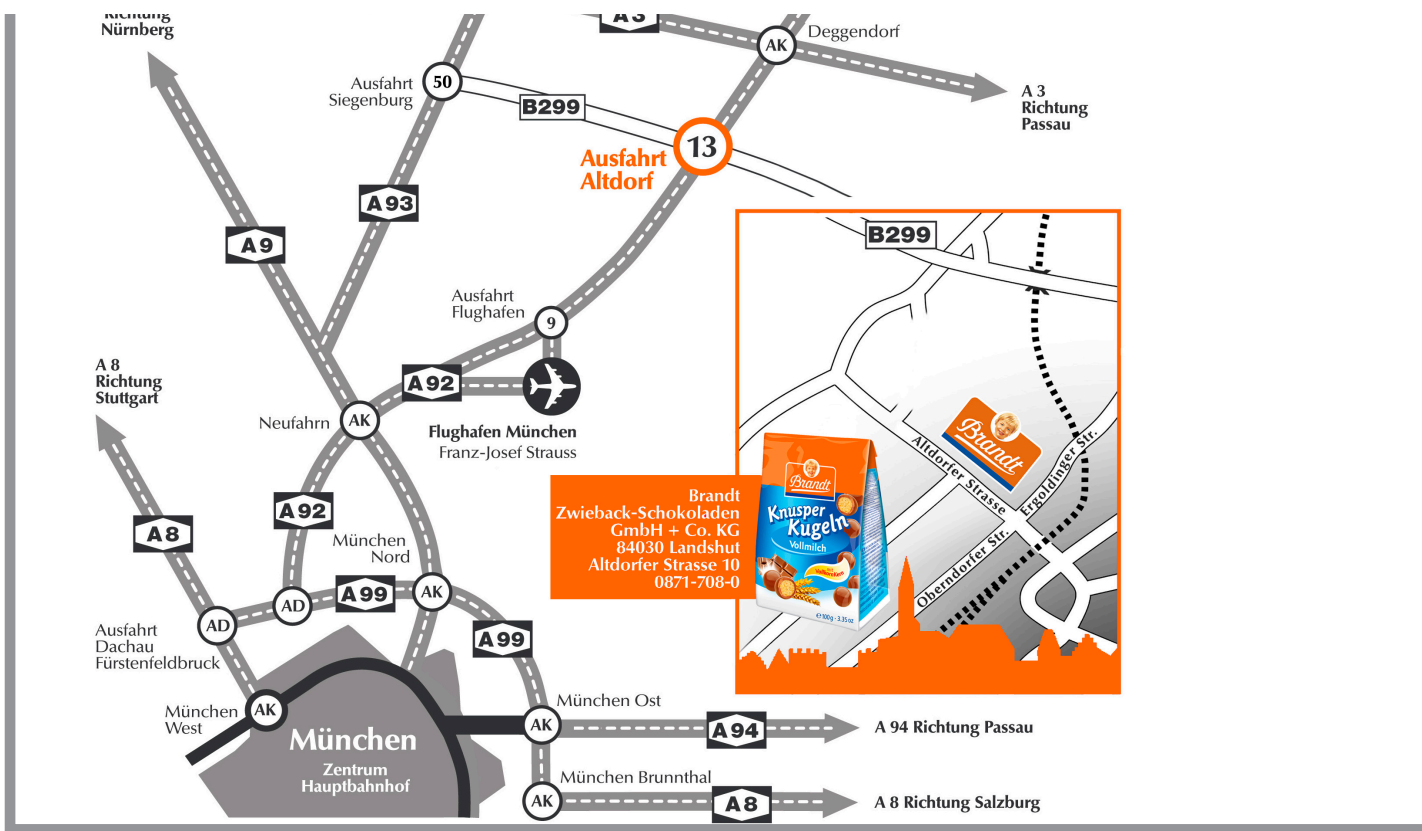 Richtung
Nürnberg
A3
AK
Deggendorf
Ausfahrt
Siegenburg
50
B299
A 3
Richtung
Passau
13
Ausfahrt
Altdorf
A93
A9
B299
Ausfahrt
Flughafen
9
A 8
Richtung
Stuttgart
A92
Neufahrn
AK
Flughafen München
Franz-Josef Strauss
Brandt
Altdorfer Strasse
Ergoldinger Str.
Oberndorfer Str.
Brandt
Zwieback-Schokoladen
GmbH + Co. KG
84030 Landshut
Altdorfer Strasse 10
0871-708-0
Brandt
Knusper
Kugeln
Vollmilch
e 100g - 3.35 oz
A92
A8
München
Nord
AD
A99
AK
AD
Ausfahrt
Dachau
Fürstenfeldbruck
A99
München
West
AK
München Ost
AK
A94
A 94 Richtung Passau
München
Zentrum
Hauptbahnhof
München Brunnthal
AK
A8
A 8 Richtung Salzburg